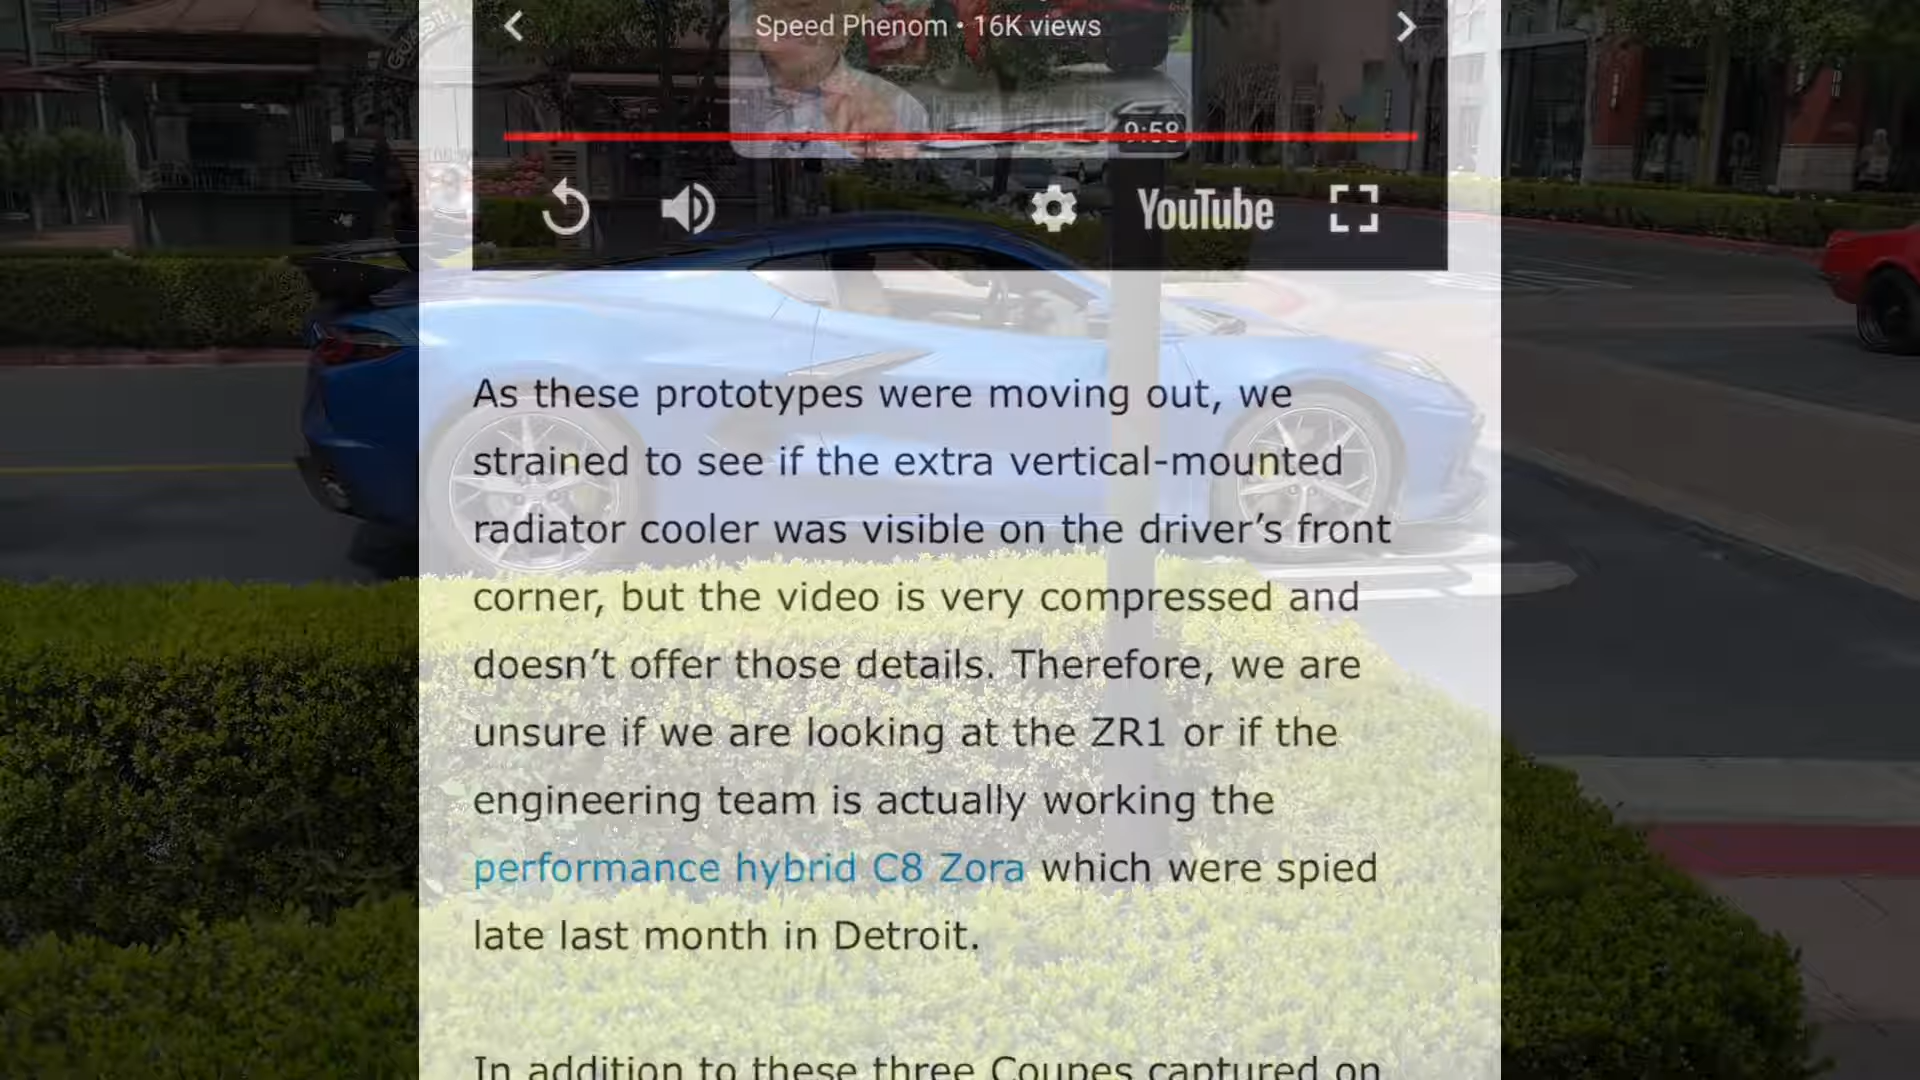 Speed Phenom • 16K views
9:58
YouTube
As these prototypes were moving out, we
strained to see if the extra vertical-mounted
radiator cooler was visible on the driver’s front
corner, but the video is very compressed and
doesn’t offer those details. Therefore, we are
unsure if we are looking at the ZR1 or if the
engineering team is actually working the
performance hybrid C8 Zora which were spied
late last month in Detroit.
In addition to these three Coupes captured on